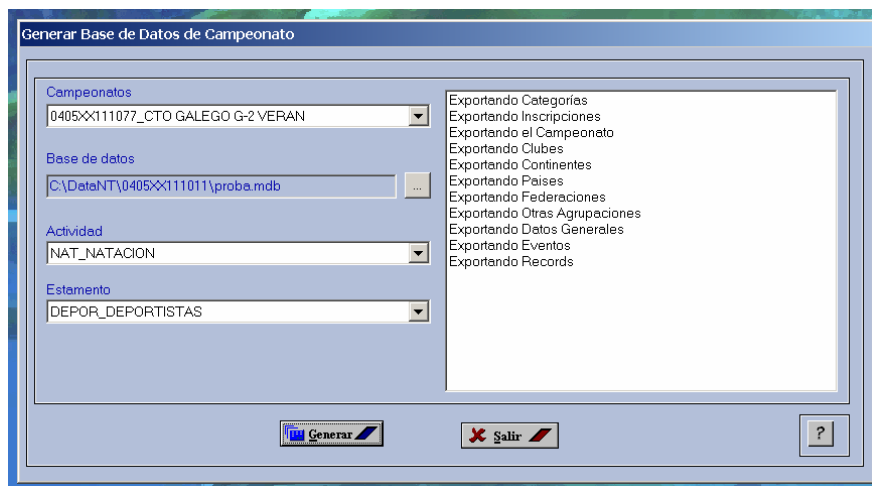 Generar Base de Datos de Campeonato
Campeonatos
0405XX111077_CTO GALEGO G-2 VERAN
Base de datos
C:\DataNT\0405XX111011\proba.mdb
...
Actividad
NAT_NATACION
Estamento
DEPOR_DEPORTISTAS
Exportando Categorías
Exportando Inscripciones
Exportando el Campeonato
Exportando Clubes
Exportando Continentes
Exportando Paises
Exportando Federaciones
Exportando Otras Agrupaciones
Exportando Datos Generales
Exportando Eventos
Exportando Records
Generar
Salir
?